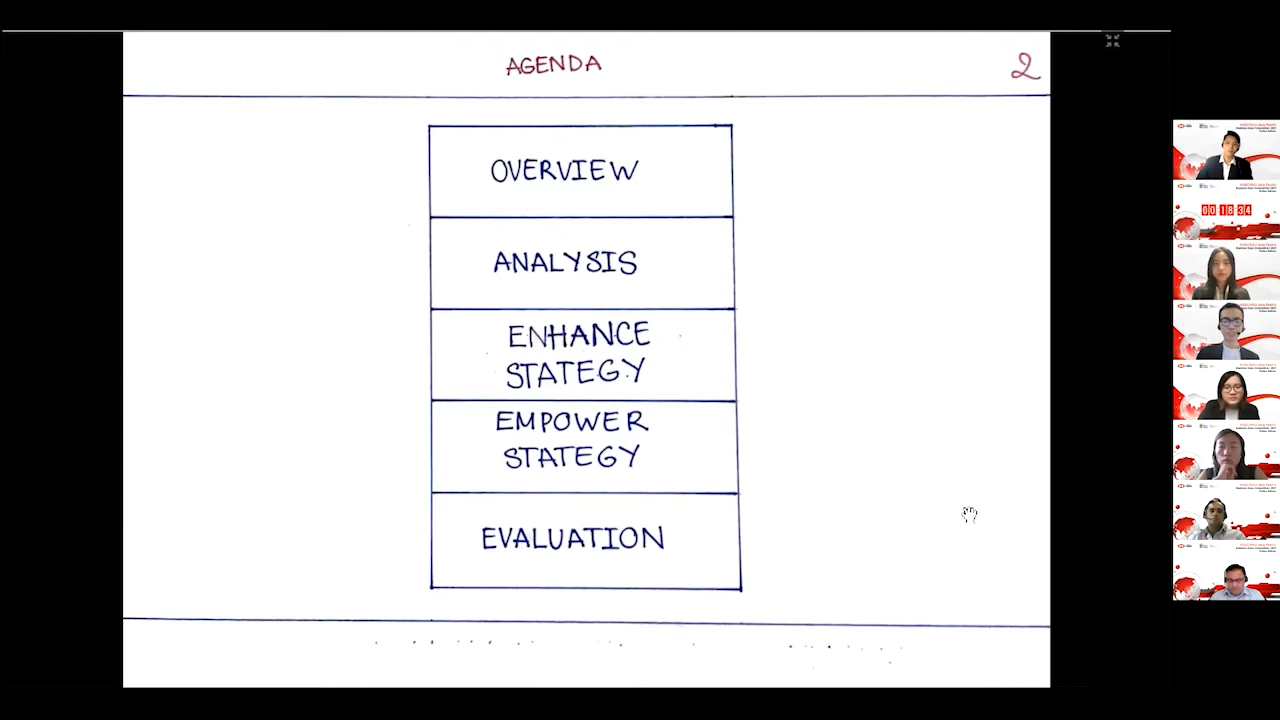 AGENDA
2
OVERVIEW
ANALYSIS
ENHANCE
STATEGY
EMPOWER
STATEGY
EVALUATION
00 18 34